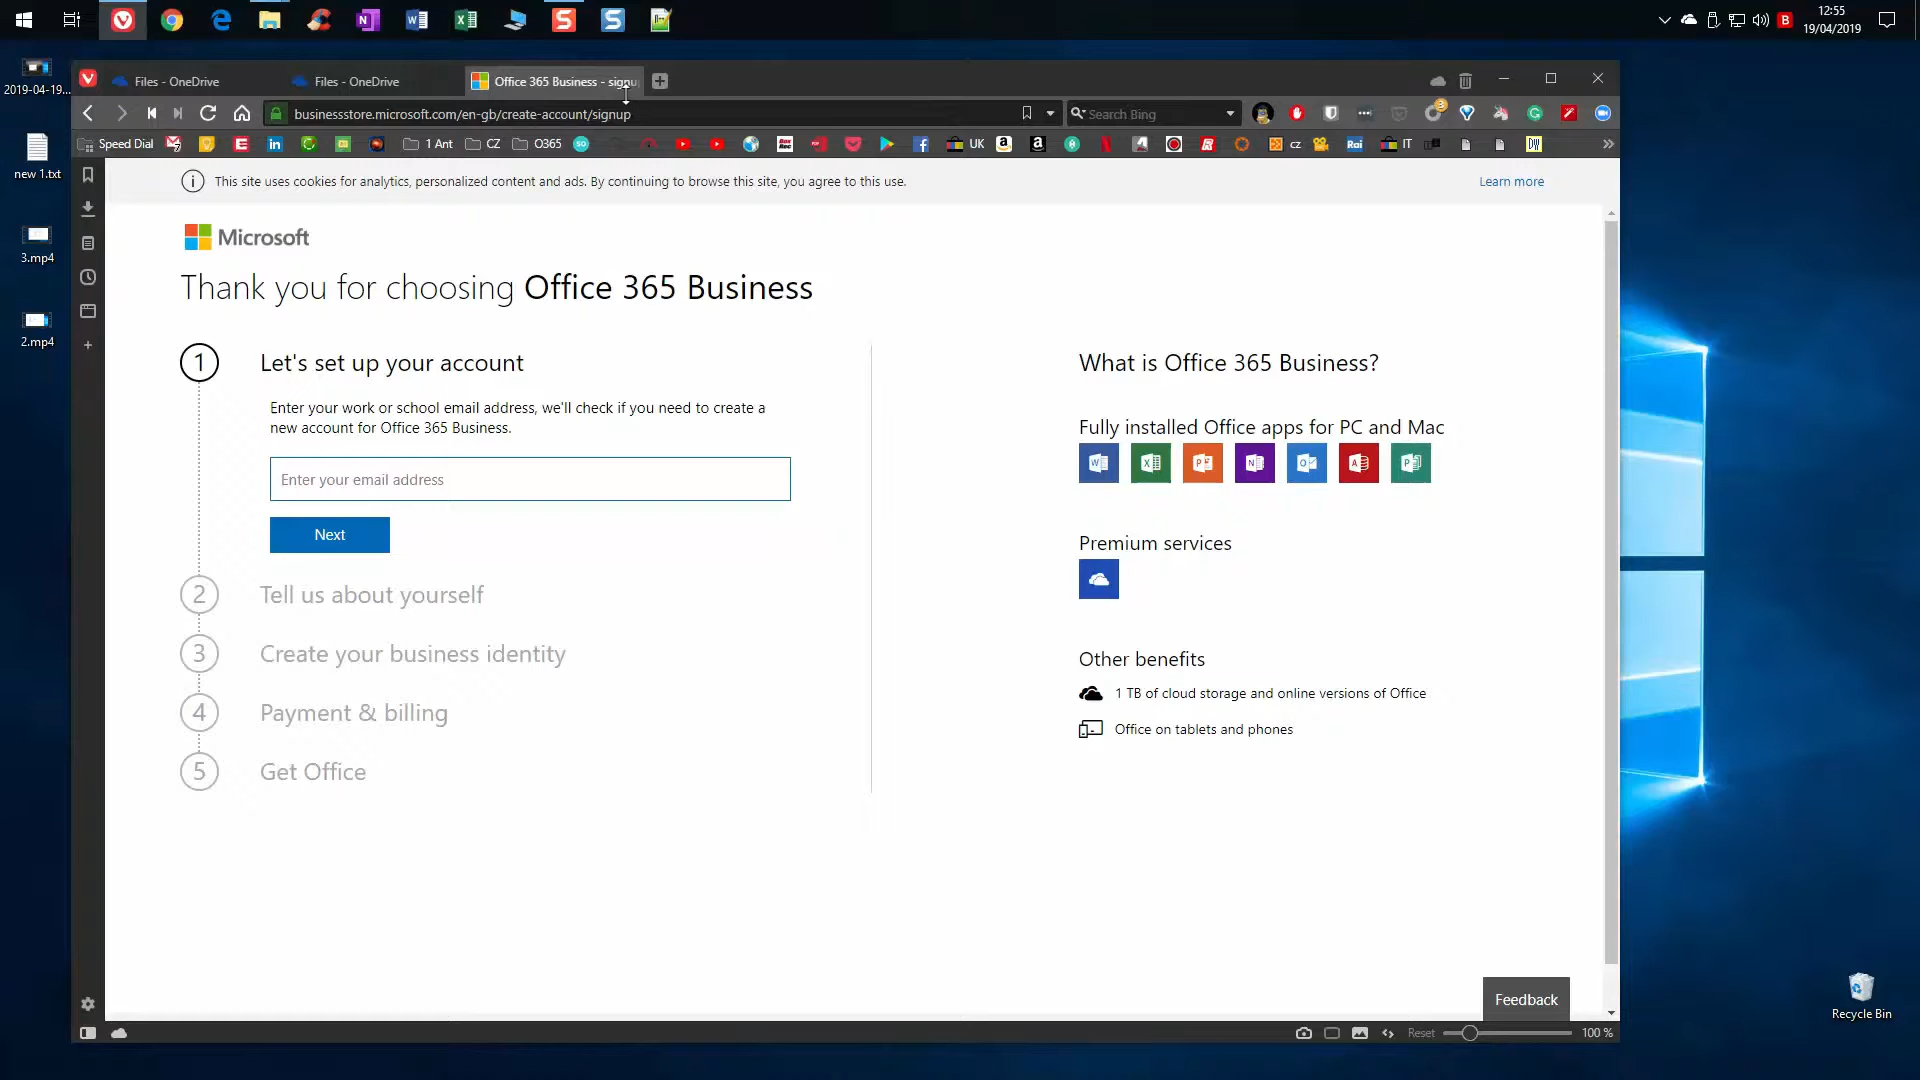 12:55
19/04/2019
2019-04-19...
new 1.txt
3.mp4
2.mp4
Files - OneDrive
Files - OneDrive
Office 365 Business - signu
businessstore.microsoft.com/en-gb/create-account/signup
Search Bing
Speed Dial
1 Ant
CZ
O365
UK
cz
Rai
IT
DW
This site uses cookies for analytics, personalized content and ads. By continuing to browse this site, you agree to this use.
Learn more
Microsoft
Thank you for choosing Office 365 Business
1 Let's set up your account
Enter your work or school email address, we'll check if you need to create a
new account for Office 365 Business.
Enter your email address
Next
2 Tell us about yourself
3 Create your business identity
4 Payment & billing
5 Get Office
What is Office 365 Business?
Fully installed Office apps for PC and Mac
Premium services
Other benefits
1 TB of cloud storage and online versions of Office
Office on tablets and phones
Feedback
Reset
100 %
Recycle Bin